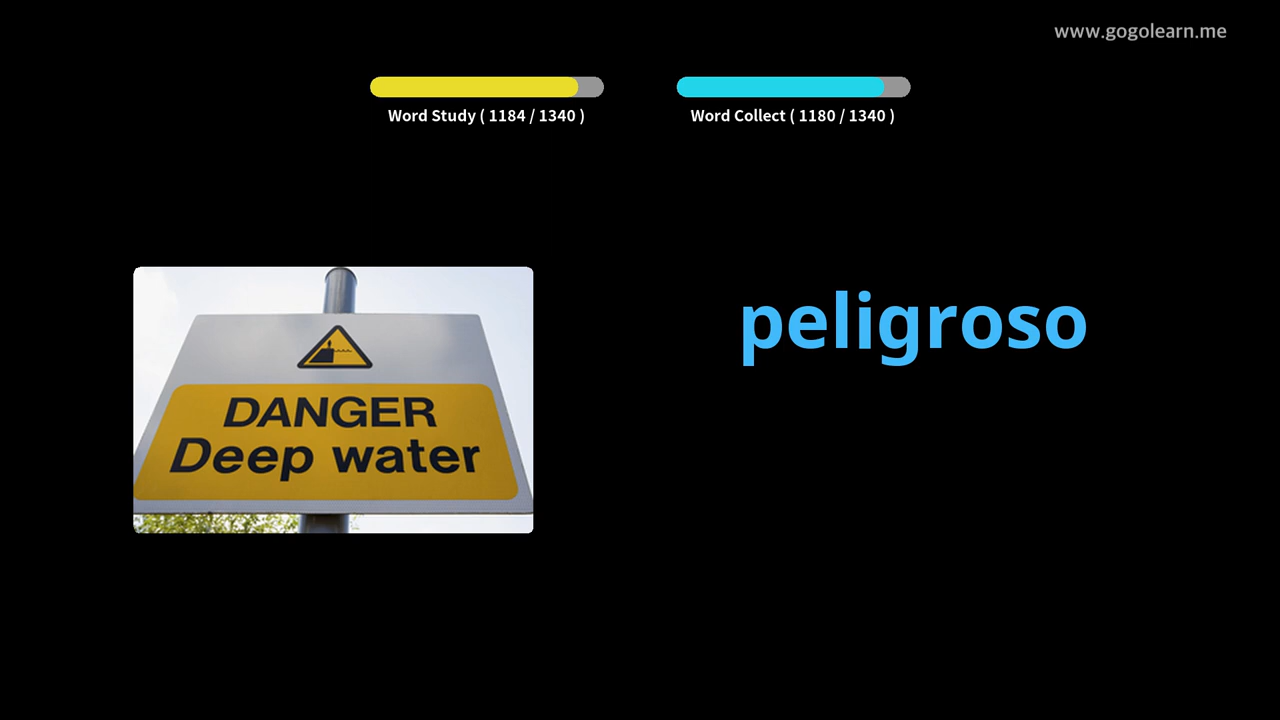 www.gogolearn.me
Word Study ( 1184 / 1340 )
Word Collect ( 1180 / 1340 )
DANGER
Deep water
peligroso